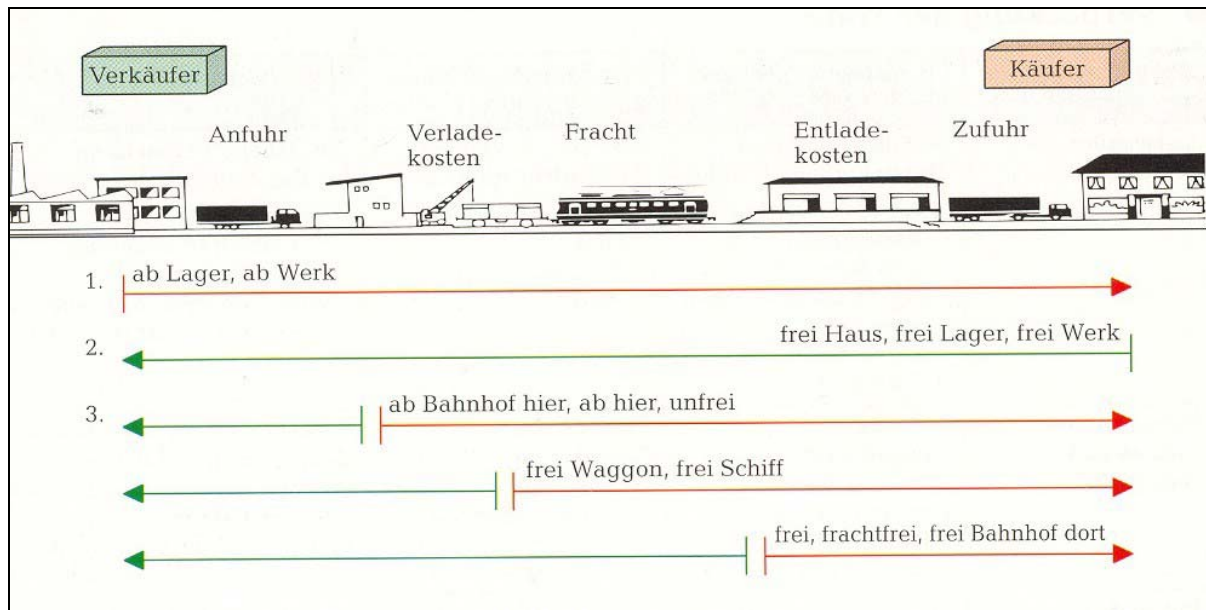 Verkäufer
Käufer
Anfuhr
Verlade-
kosten
Fracht
Entlade-
kosten
Zufuhr
1. ab Lager, ab Werk
2. frei Haus, frei Lager, frei Werk
3. ab Bahnhof hier, ab hier, unfrei
frei Waggon, frei Schiff
frei, frachtfrei, frei Bahnhof dort